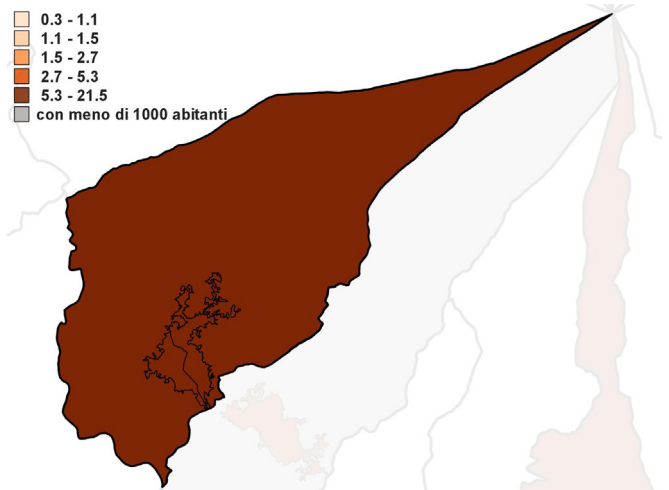 0.3 - 1.1
1.1 - 1.5
1.5 - 2.7
2.7 - 5.3
5.3 - 21.5
con meno di 1000 abitanti